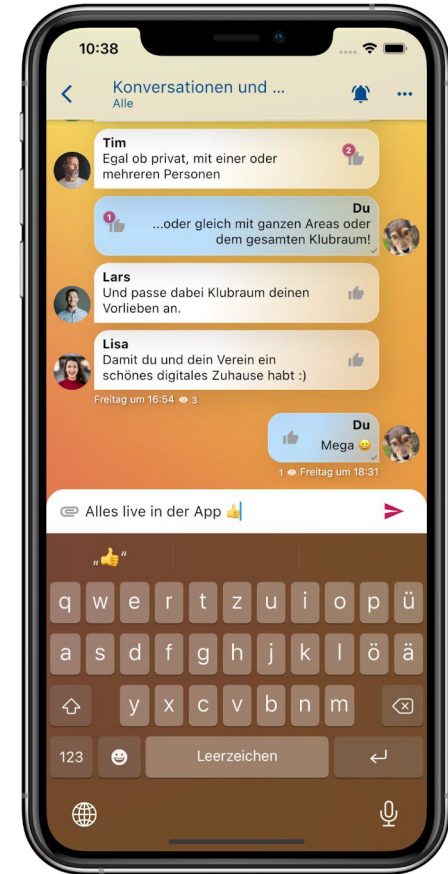 10:38
Konversationen und ...
Alle
Tim
Egal ob privat, mit einer oder
mehreren Personen
2
1
Du
...oder gleich mit ganzen Areas oder
dem gesamten Klubraum!
Lars
Und passe dabei Klubraum deinen
Vorlieben an.
Lisa
Damit du und dein Verein ein
schönes digitales Zuhause habt :)
Freitag um 16:54 3
Du
Mega 😄
1 Freitag um 18:31
Alles live in der App 👍
„👍“
q w e r t z u i o p ü
a s d f g h j k l ö ä
y x c v b n m
123 Leerzeichen